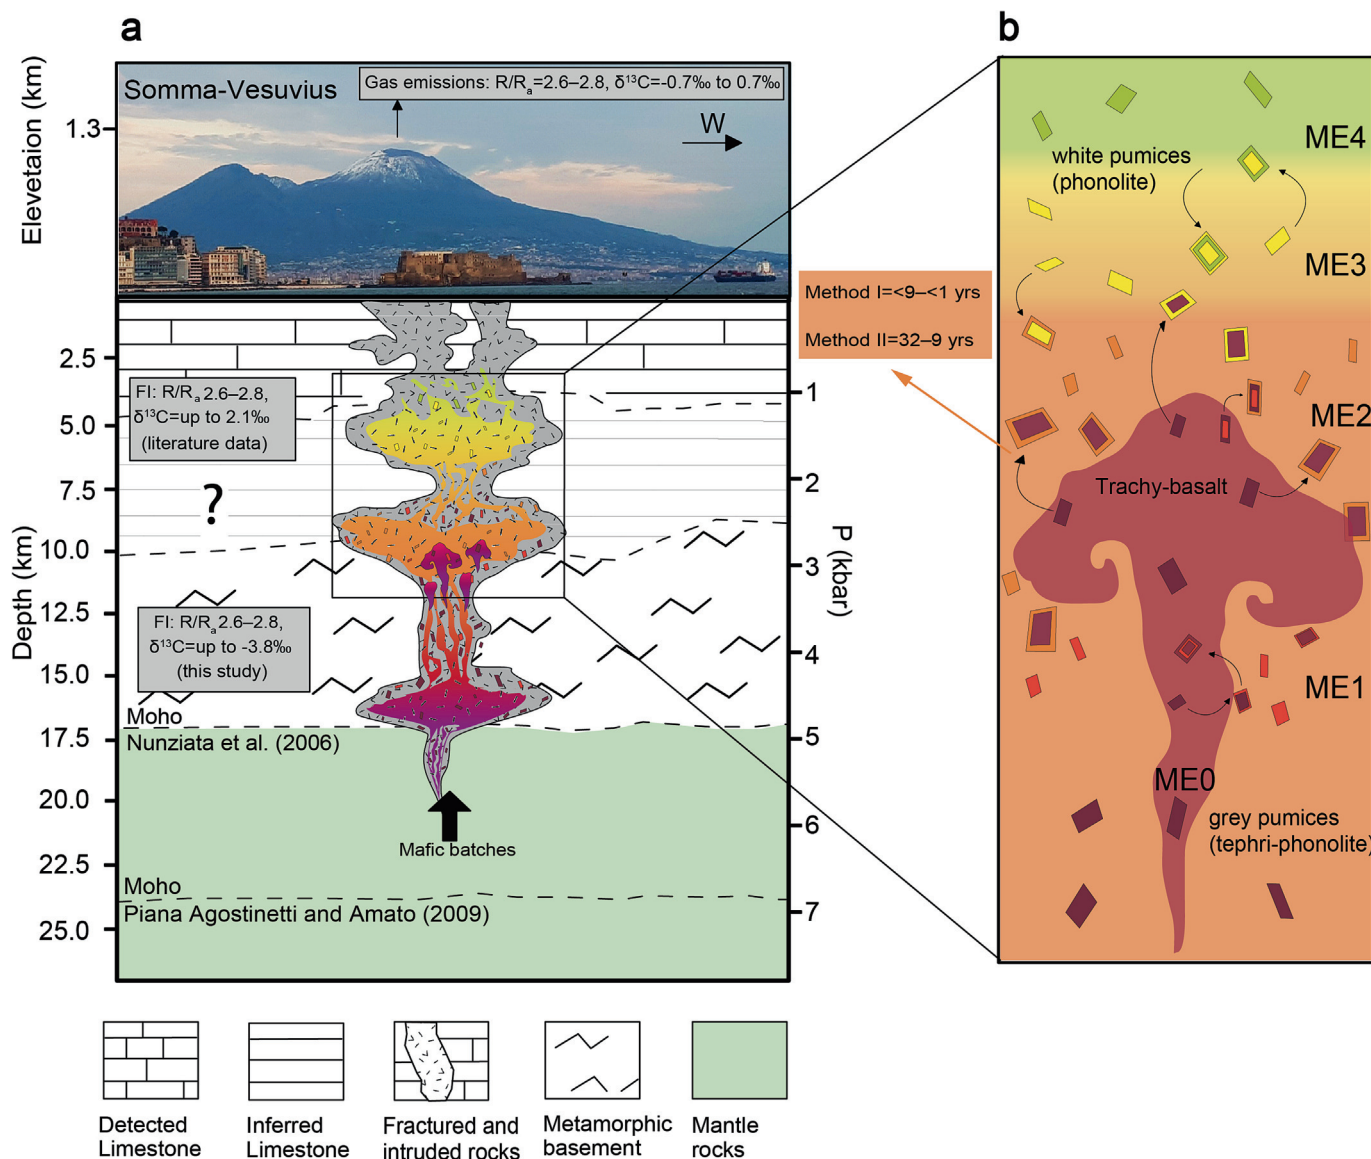 a
b
Somma-Vesuvius
Gas emissions: R/Ra=2.6–2.8, δ¹³C=-0.7‰ to 0.7‰
W
Elevetaion (km)
1.3
Depth (km)
2.5
5.0
7.5
10.0
12.5
15.0
17.5
20.0
22.5
25.0
P (kbar)
1
2
3
4
5
6
7
FI: R/Ra 2.6–2.8,
δ¹³C=up to 2.1‰
(literature data)
?
FI: R/Ra 2.6–2.8,
δ¹³C=up to -3.8‰
(this study)
Moho
Nunziata et al. (2006)
Mafic batches
Moho
Piana Agostinetti and Amato (2009)
Method I=<9–<1 yrs
Method II=32–9 yrs
ME4
white pumices
(phonolite)
ME3
ME2
Trachy-basalt
ME1
ME0
grey pumices
(tephri-phonolite)
Detected
Limestone
Inferred
Limestone
Fractured and
intruded rocks
Metamorphic
basement
Mantle
rocks